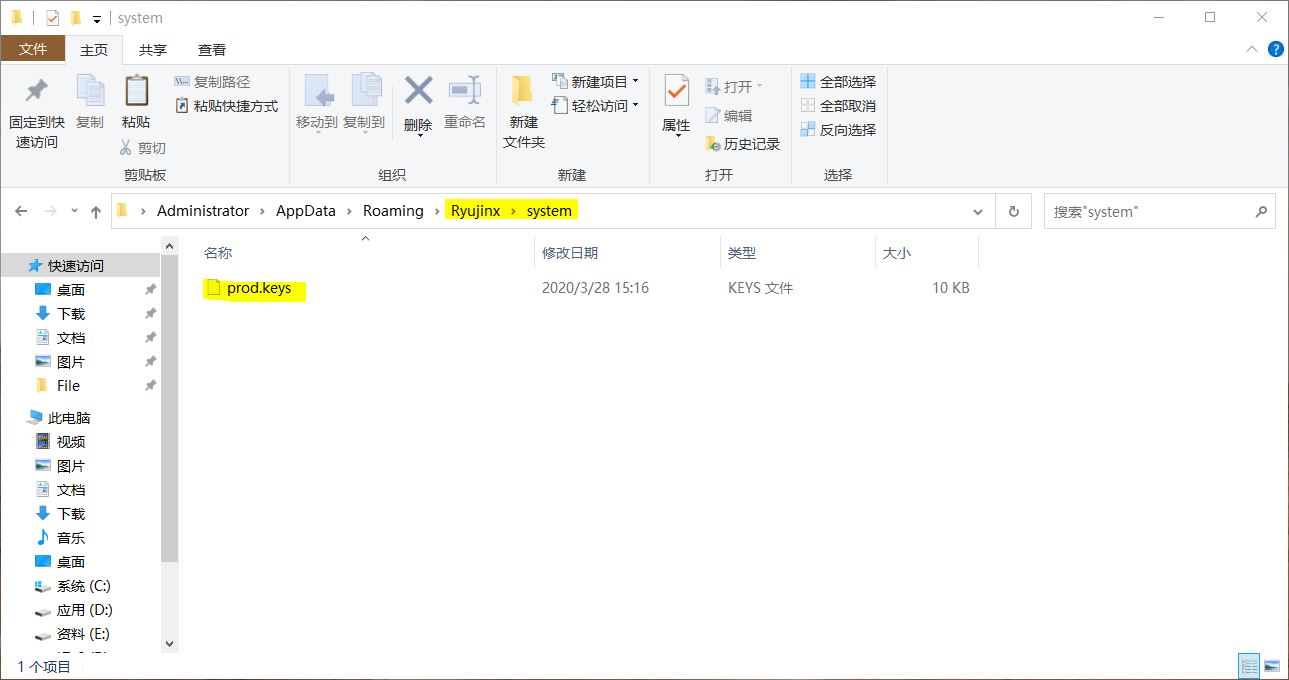 system
文件 主页 共享 查看
固定到快速访问
复制
粘贴
复制路径
粘贴快捷方式
剪切
剪贴板
移动到
复制到
删除
重命名
组织
新建文件夹
新建项目
轻松访问
新建
属性
打开
编辑
历史记录
打开
全部选择
全部取消
反向选择
选择
Administrator › AppData › Roaming › Ryujinx › system
搜索"system"
名称 修改日期 类型 大小
prod.keys 2020/3/28 15:16 KEYS 文件 10 KB
快速访问
桌面
下载
文档
图片
File
此电脑
视频
图片
文档
下载
音乐
桌面
系统 (C:)
应用 (D:)
资料 (E:)
1 个项目